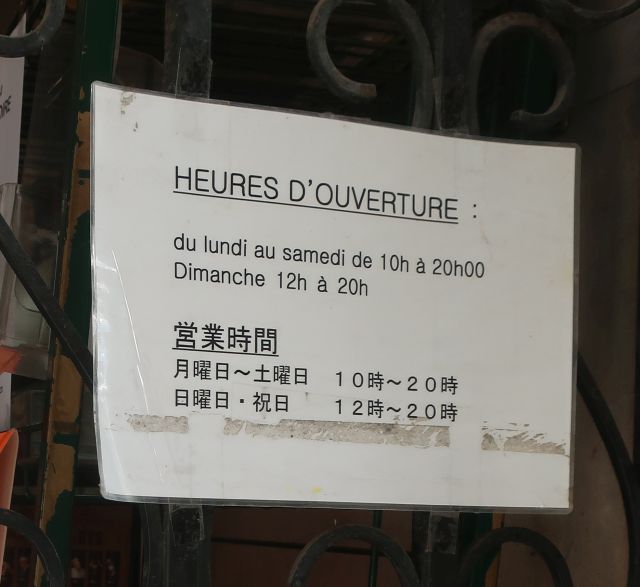 HEURES D'OUVERTURE :
du lundi au samedi de 10h à 20h00
Dimanche 12h à 20h
営業時間
月曜日～土曜日 １０時～２０時
日曜日・祝日 １２時～２０時